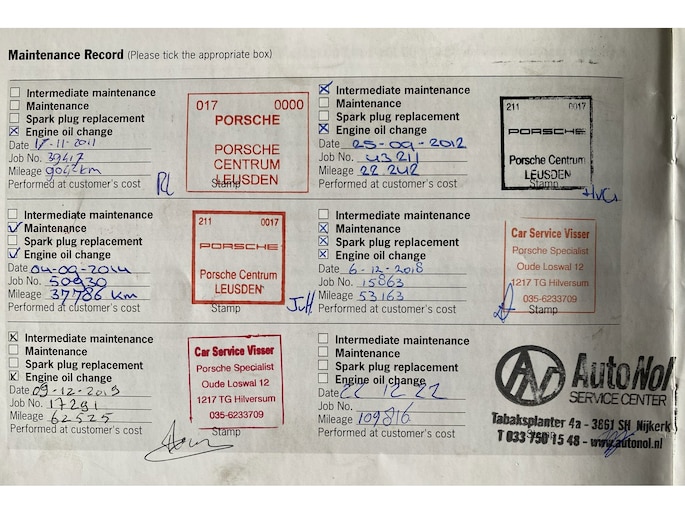 Maintenance Record (Please tick the appropriate box)
Intermediate maintenance
Maintenance
Spark plug replacement
Engine oil change
Date 17-11-2011
Job No. 39417
Mileage 9042km
Performed at customer's cost
017 0000
PORSCHE
PORSCHE
CENTRUM
LEUSDEN
Stamp
Intermediate maintenance
Maintenance
Spark plug replacement
Engine oil change
Date 25-09-2012
Job No. 43211
Mileage 22 242
Performed at customer's cost
211 0017
PORSCHE
Porsche Centrum
LEUSDEN
Stamp
Intermediate maintenance
Maintenance
Spark plug replacement
Engine oil change
Date 04-09-2014
Job No. 50930
Mileage 37786 km
Performed at customer's cost
211 0017
PORSCHE
Porsche Centrum
LEUSDEN
Stamp
Intermediate maintenance
Maintenance
Spark plug replacement
Engine oil change
Date 6-12-2018
Job No. 15863
Mileage 53163
Performed at customer's cost
Car Service Visser
Porsche Specialist
Oude Loswal 12
1217 TG Hilversum
035-6233709
Stamp
Intermediate maintenance
Maintenance
Spark plug replacement
Engine oil change
Date 09-12-2019
Job No. 17291
Mileage 62525
Performed at customer's cost
Car Service Visser
Porsche Specialist
Oude Loswal 12
1217 TG Hilversum
035-6233709
Stamp
Intermediate maintenance
Maintenance
Spark plug replacement
Engine oil change
Date 22 12 22
Job No.
Mileage 109816
Performed at customer's cost
AutoNol
SERVICE CENTER
Tabaksplanter 4a - 3861 SH Nijkerk
T 033 750 15 48 - www.autonol.nl